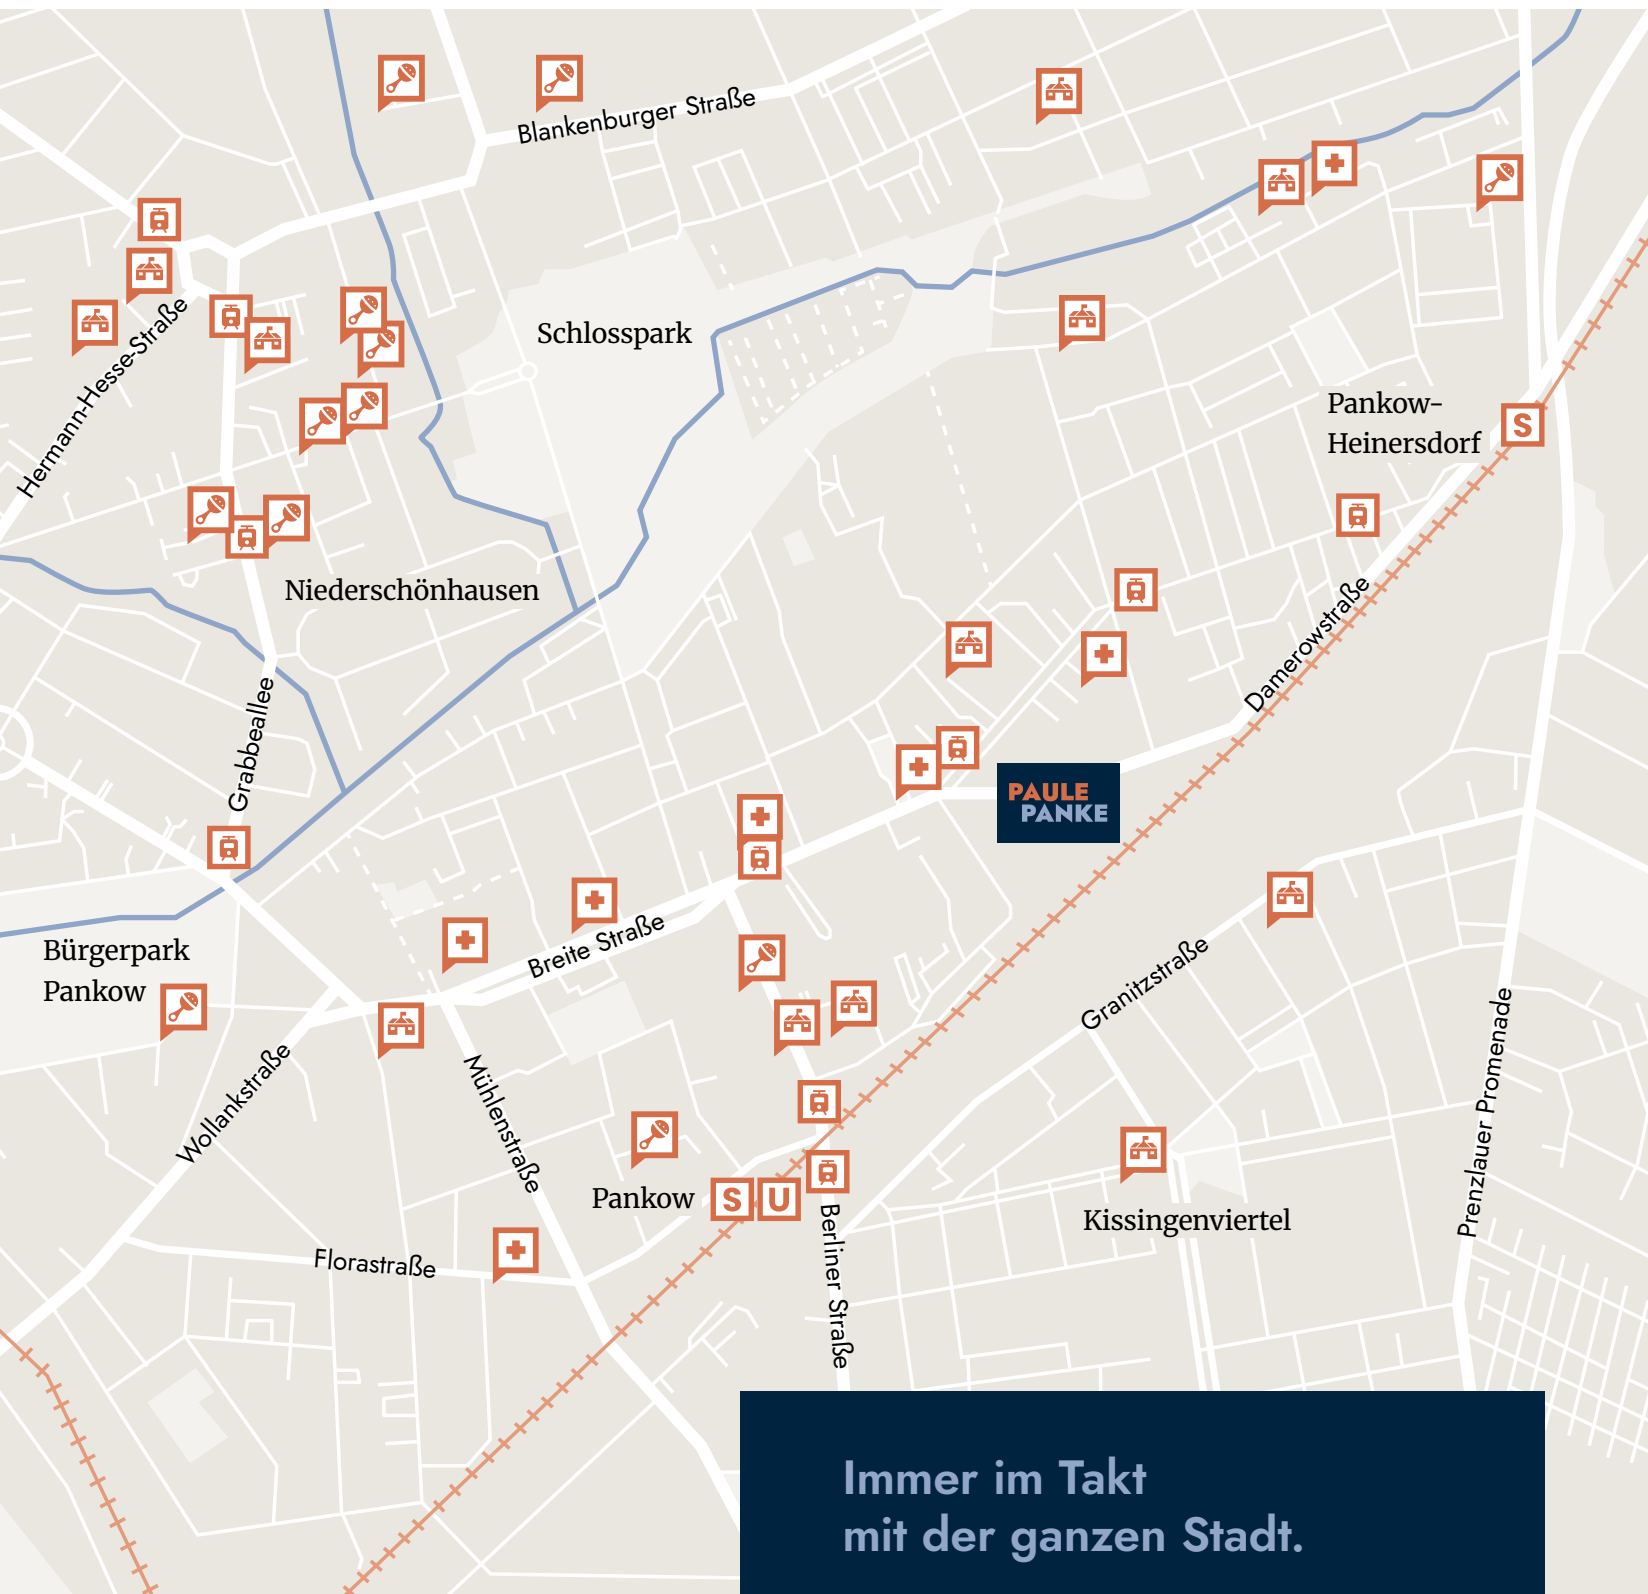 Blankenburger Straße
Schlosspark
Hermann-Hesse-Straße
Pankow-
Heinersdorf
S
Niederschönhausen
Damerowstraße
Grabbeallee
PAULE
PANKE
Breite Straße
Bürgerpark
Pankow
Granitzstraße
Wollankstraße
Mühlenstraße
Prenzlauer Promenade
Pankow
S U
Kissingenviertel
Florastraße
Berliner Straße
Immer im Takt
mit der ganzen Stadt.